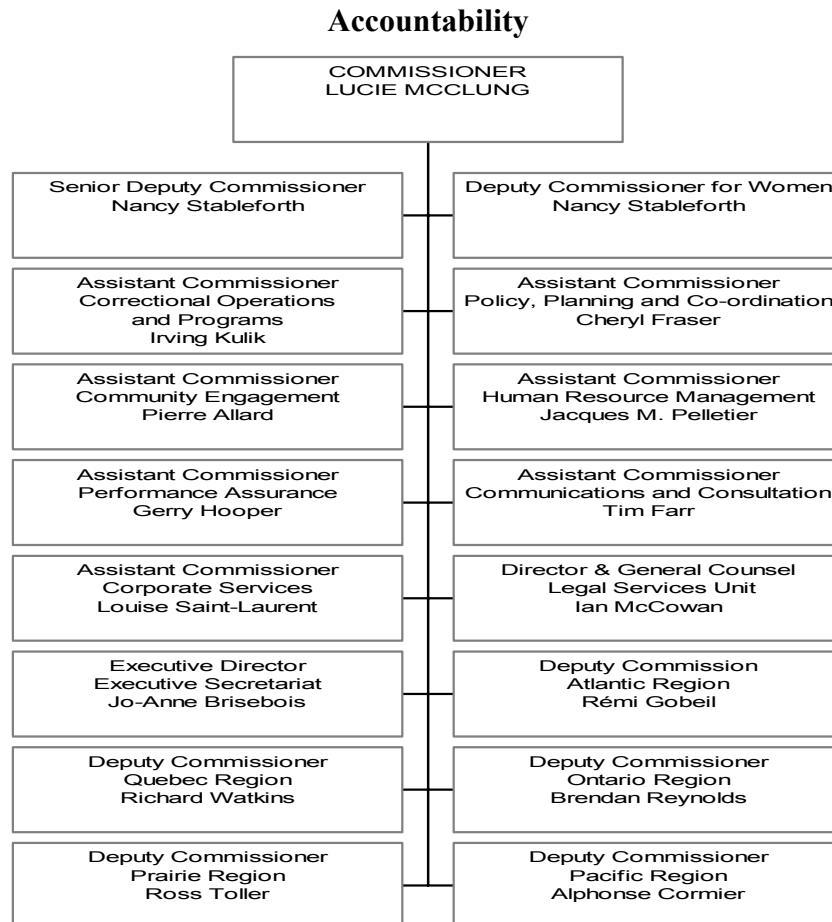 Accountability
COMMISSIONER
LUCIE MCCLUNG
Senior Deputy Commissioner
Nancy Stableforth
Deputy Commissioner for Women
Nancy Stableforth
Assistant Commissioner
Correctional Operations
and Programs
Irving Kulik
Assistant Commissioner
Policy, Planning and Co-ordination
Cheryl Fraser
Assistant Commissioner
Community Engagement
Pierre Allard
Assistant Commissioner
Human Resource Management
Jacques M. Pelletier
Assistant Commissioner
Performance Assurance
Gerry Hooper
Assistant Commissioner
Communications and Consultation
Tim Farr
Assistant Commissioner
Corporate Services
Louise Saint-Laurent
Director & General Counsel
Legal Services Unit
Ian McCowan
Executive Director
Executive Secretariat
Jo-Anne Brisebois
Deputy Commission
Atlantic Region
Rémi Gobeil
Deputy Commissioner
Quebec Region
Richard Watkins
Deputy Commissioner
Ontario Region
Brendan Reynolds
Deputy Commissioner
Prairie Region
Ross Toller
Deputy Commissioner
Pacific Region
Alphonse Cormier